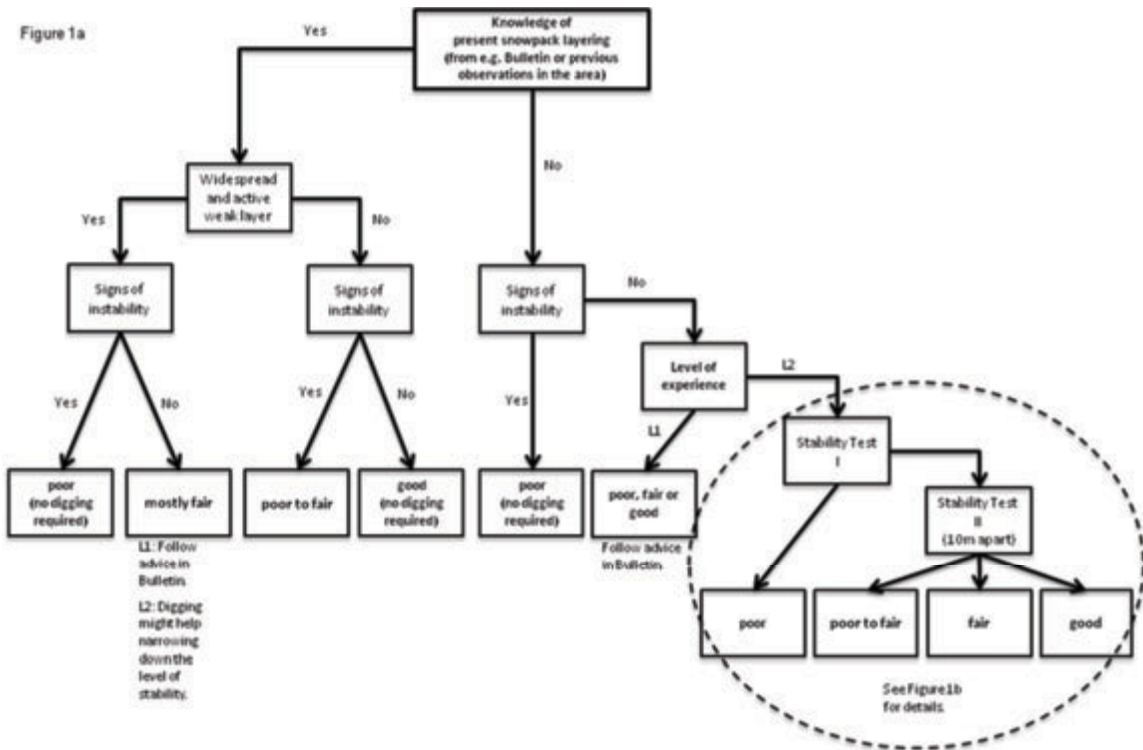 Figure 1a
Knowledge of
present snowpack layering
(from e.g. Bulletin or previous
observations in the area)
Yes
No
Widespread
and active
weak layer
Yes
No
Signs of
instability
Signs of
instability
Signs of
instability
No
Level of
experience
L2
Yes
No
Yes
No
Yes
L1
Stability Test
I
poor
(no digging
required)
mostly fair
poor to fair
good
(no digging
required)
poor
(no digging
required)
poor, fair or
good
Stability Test
II
(10m apart)
L1: Follow
advice in
Bulletin.
L2: Digging
might help
narrowing
down the
level of
stability.
Follow advice
in Bulletin.
poor
poor to fair
fair
good
See Figure 1b
for details.